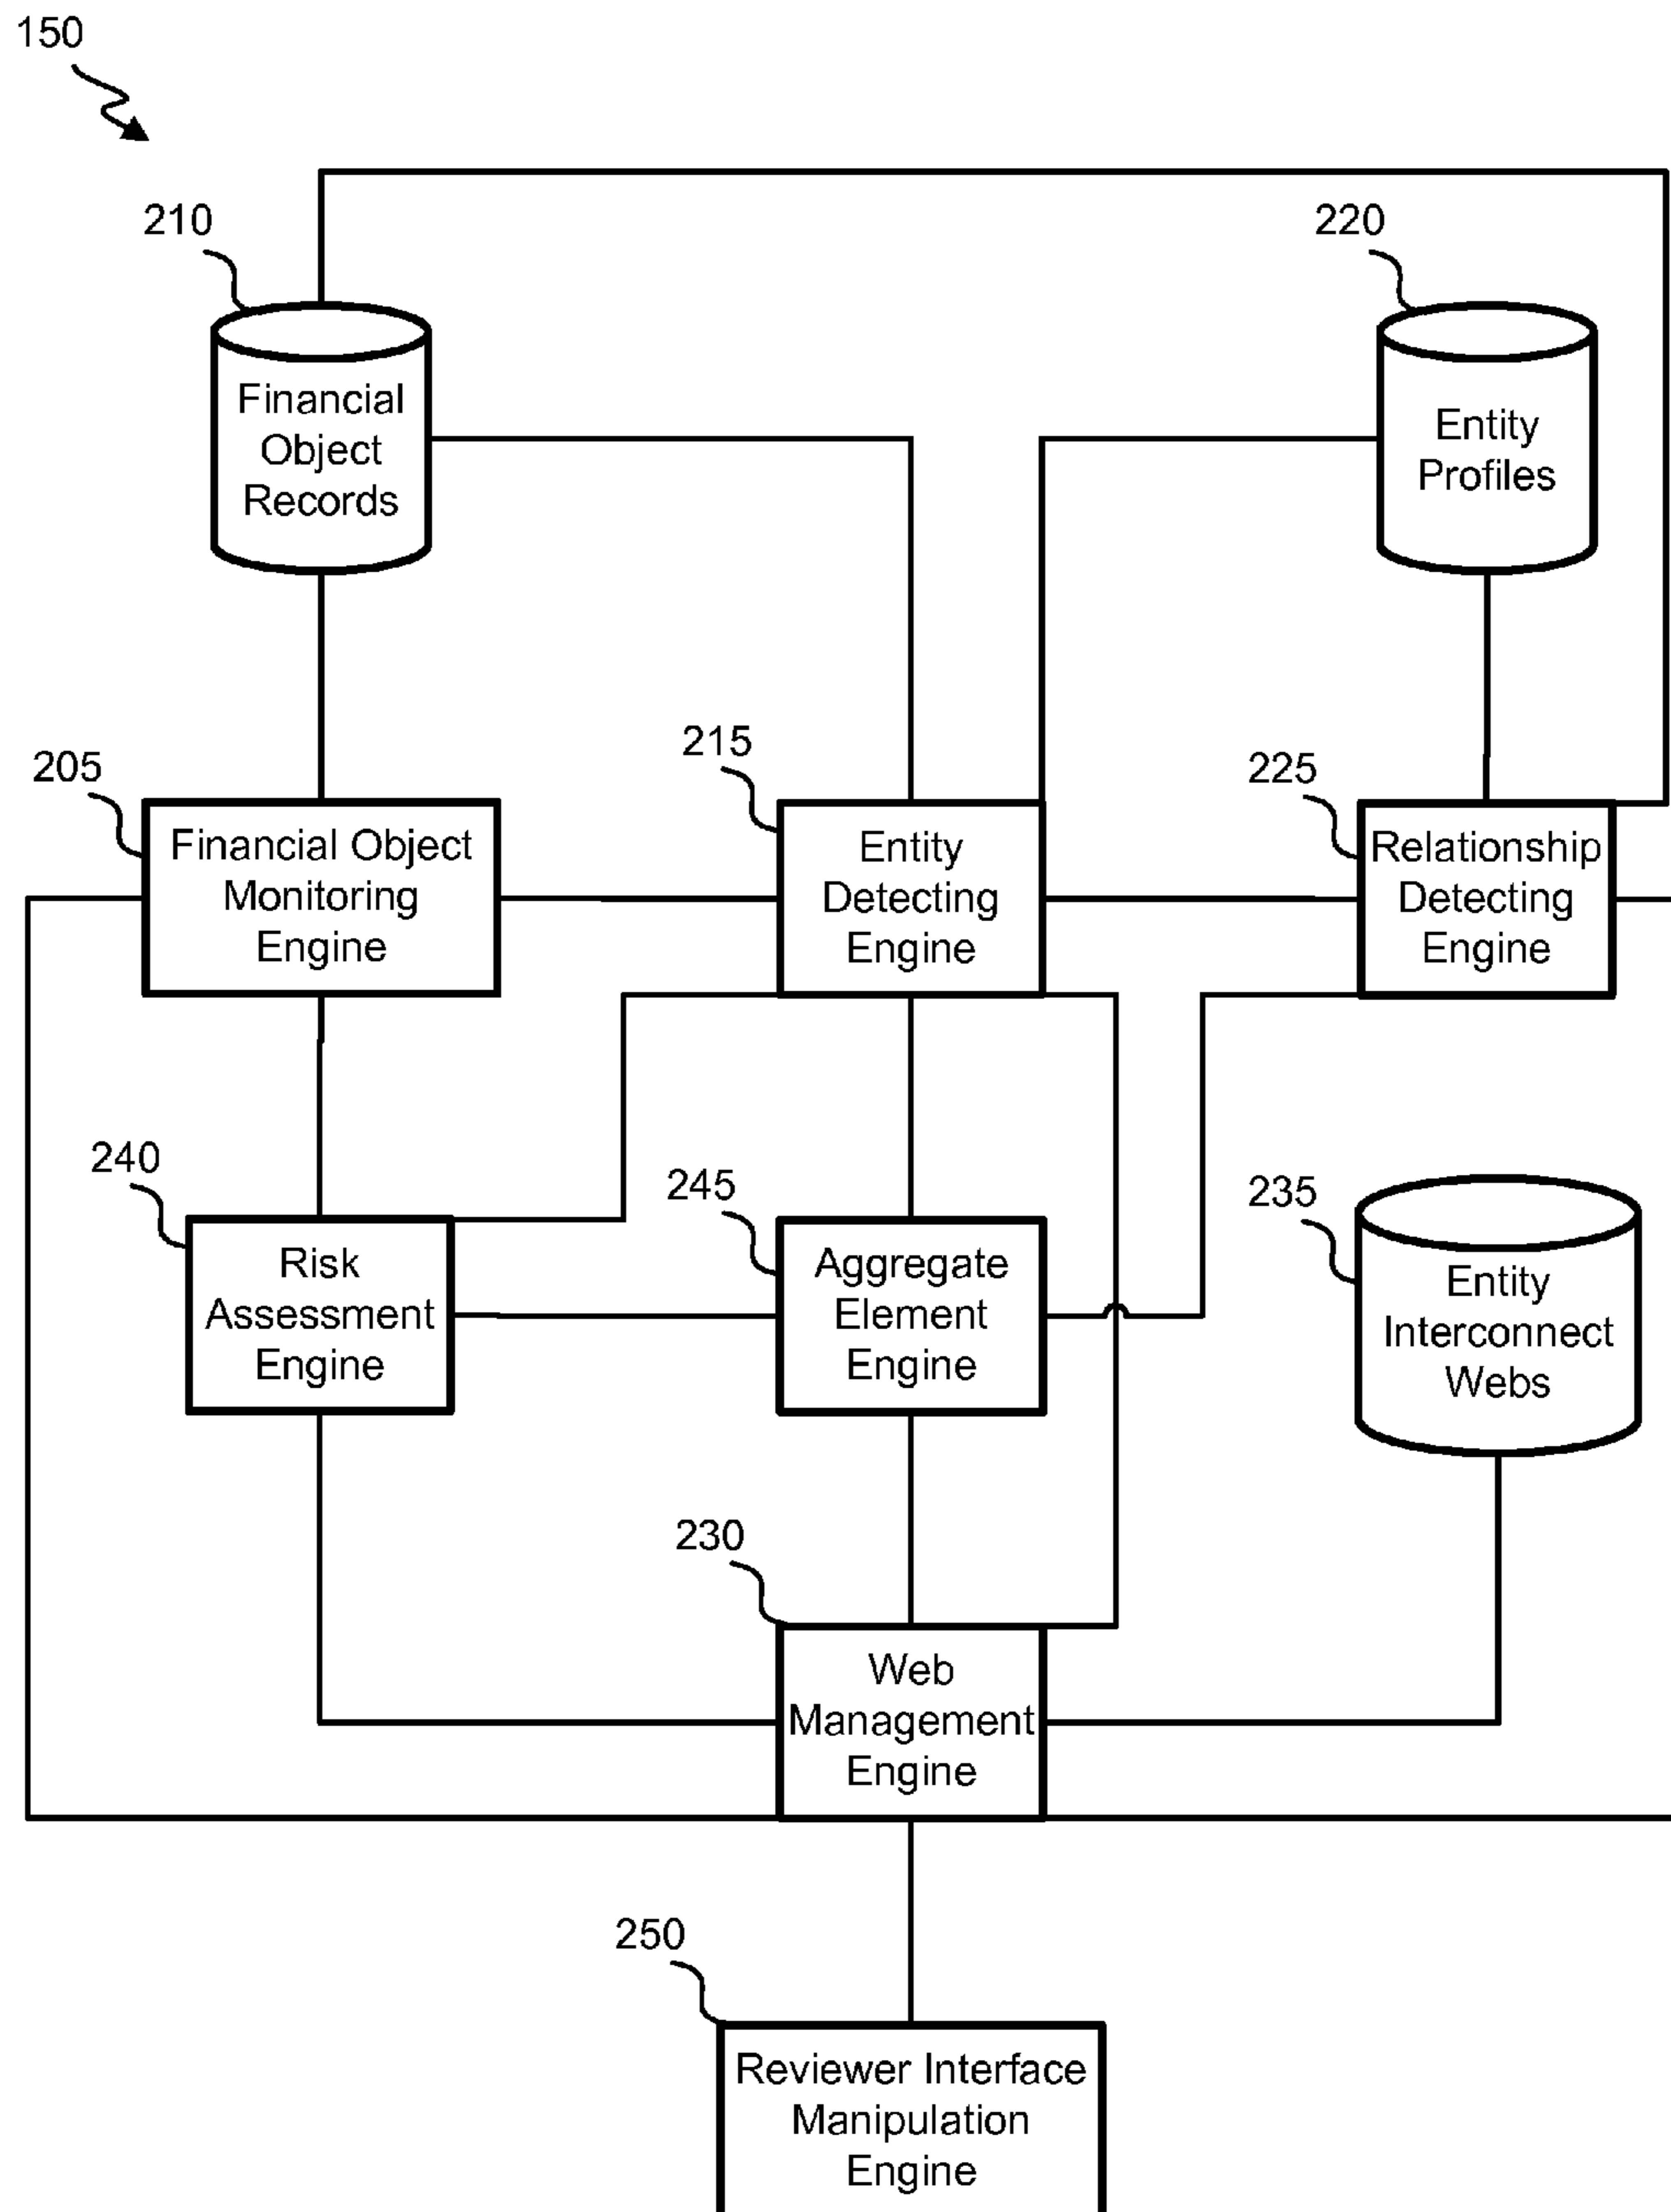 150
210
Financial
Object
Records
220
Entity
Profiles
205
Financial Object
Monitoring
Engine
215
Entity
Detecting
Engine
225
Relationship
Detecting
Engine
240
Risk
Assessment
Engine
245
Aggregate
Element
Engine
235
Entity
Interconnect
Webs
230
Web
Management
Engine
250
Reviewer Interface
Manipulation
Engine